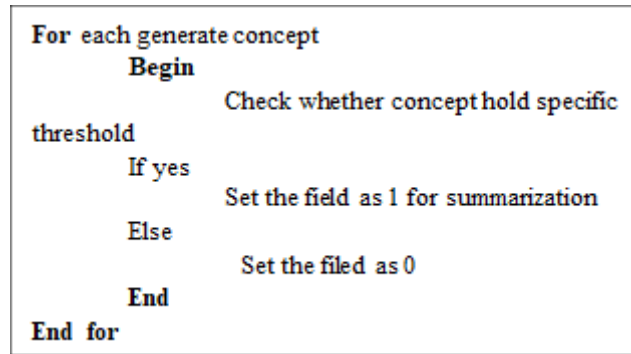 For each generate concept
Begin
Check whether concept hold specific
threshold
If yes
Set the field as 1 for summarization
Else
Set the filed as 0
End
End for